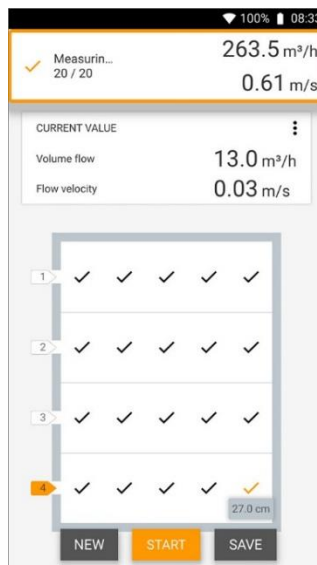 100% 08:33
Measurin... 263.5 m³/h
20 / 20 0.61 m/s
CURRENT VALUE
Volume flow 13.0 m³/h
Flow velocity 0.03 m/s
1
2
3
4
27.0 cm
NEW START SAVE